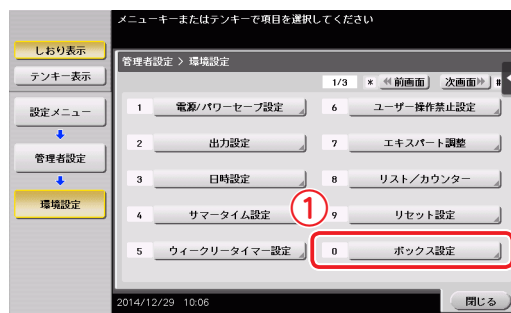 メニューキーまたはテンキーで項目を選択してください
しおり表示
テンキー表示
設定メニュー
管理者設定
環境設定
管理者設定 > 環境設定
1/3 * 前画面 次画面 #
1 電源/パワーセーブ設定
6 ユーザー操作禁止設定
2 出力設定
7 エキスパート調整
3 日時設定
8 リスト/カウンター
4 サマータイム設定
① 9 リセット設定
5 ウィークリータイマー設定
0 ボックス設定
2014/12/29 10:06
閉じる